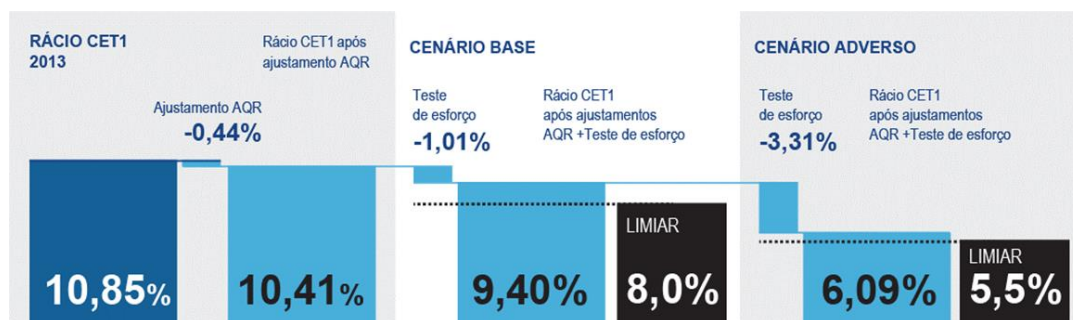 RÁCIO CET1
2013
Rácio CET1 após
ajustamento AQR
Ajustamento AQR
-0,44%
10,85%
10,41%
CENÁRIO BASE
Teste
de esforço
-1,01%
Rácio CET1
após ajustamentos
AQR +Teste de esforço
9,40%
LIMIAR
8,0%
CENÁRIO ADVERSO
Teste
de esforço
-3,31%
Rácio CET1
após ajustamentos
AQR +Teste de esforço
6,09%
LIMIAR
5,5%